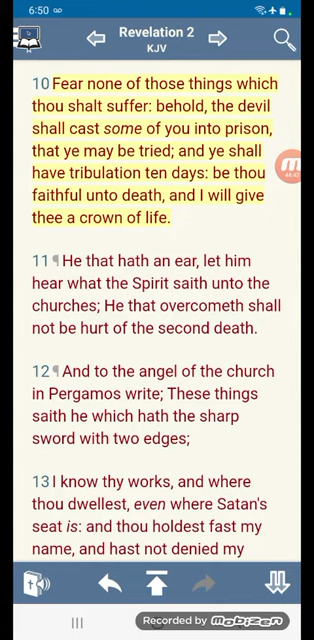 6:50
Revelation 2
KJV
10 Fear none of those things which
thou shalt suffer: behold, the devil
shall cast some of you into prison,
that ye may be tried; and ye shall
have tribulation ten days: be thou
faithful unto death, and I will give
thee a crown of life.
11 ¶ He that hath an ear, let him
hear what the Spirit saith unto the
churches; He that overcometh shall
not be hurt of the second death.
12 ¶ And to the angel of the church
in Pergamos write; These things
saith he which hath the sharp
sword with two edges;
13 I know thy works, and where
thou dwellest, even where Satan's
seat is: and thou holdest fast my
name, and hast not denied my
Recorded by mobizen